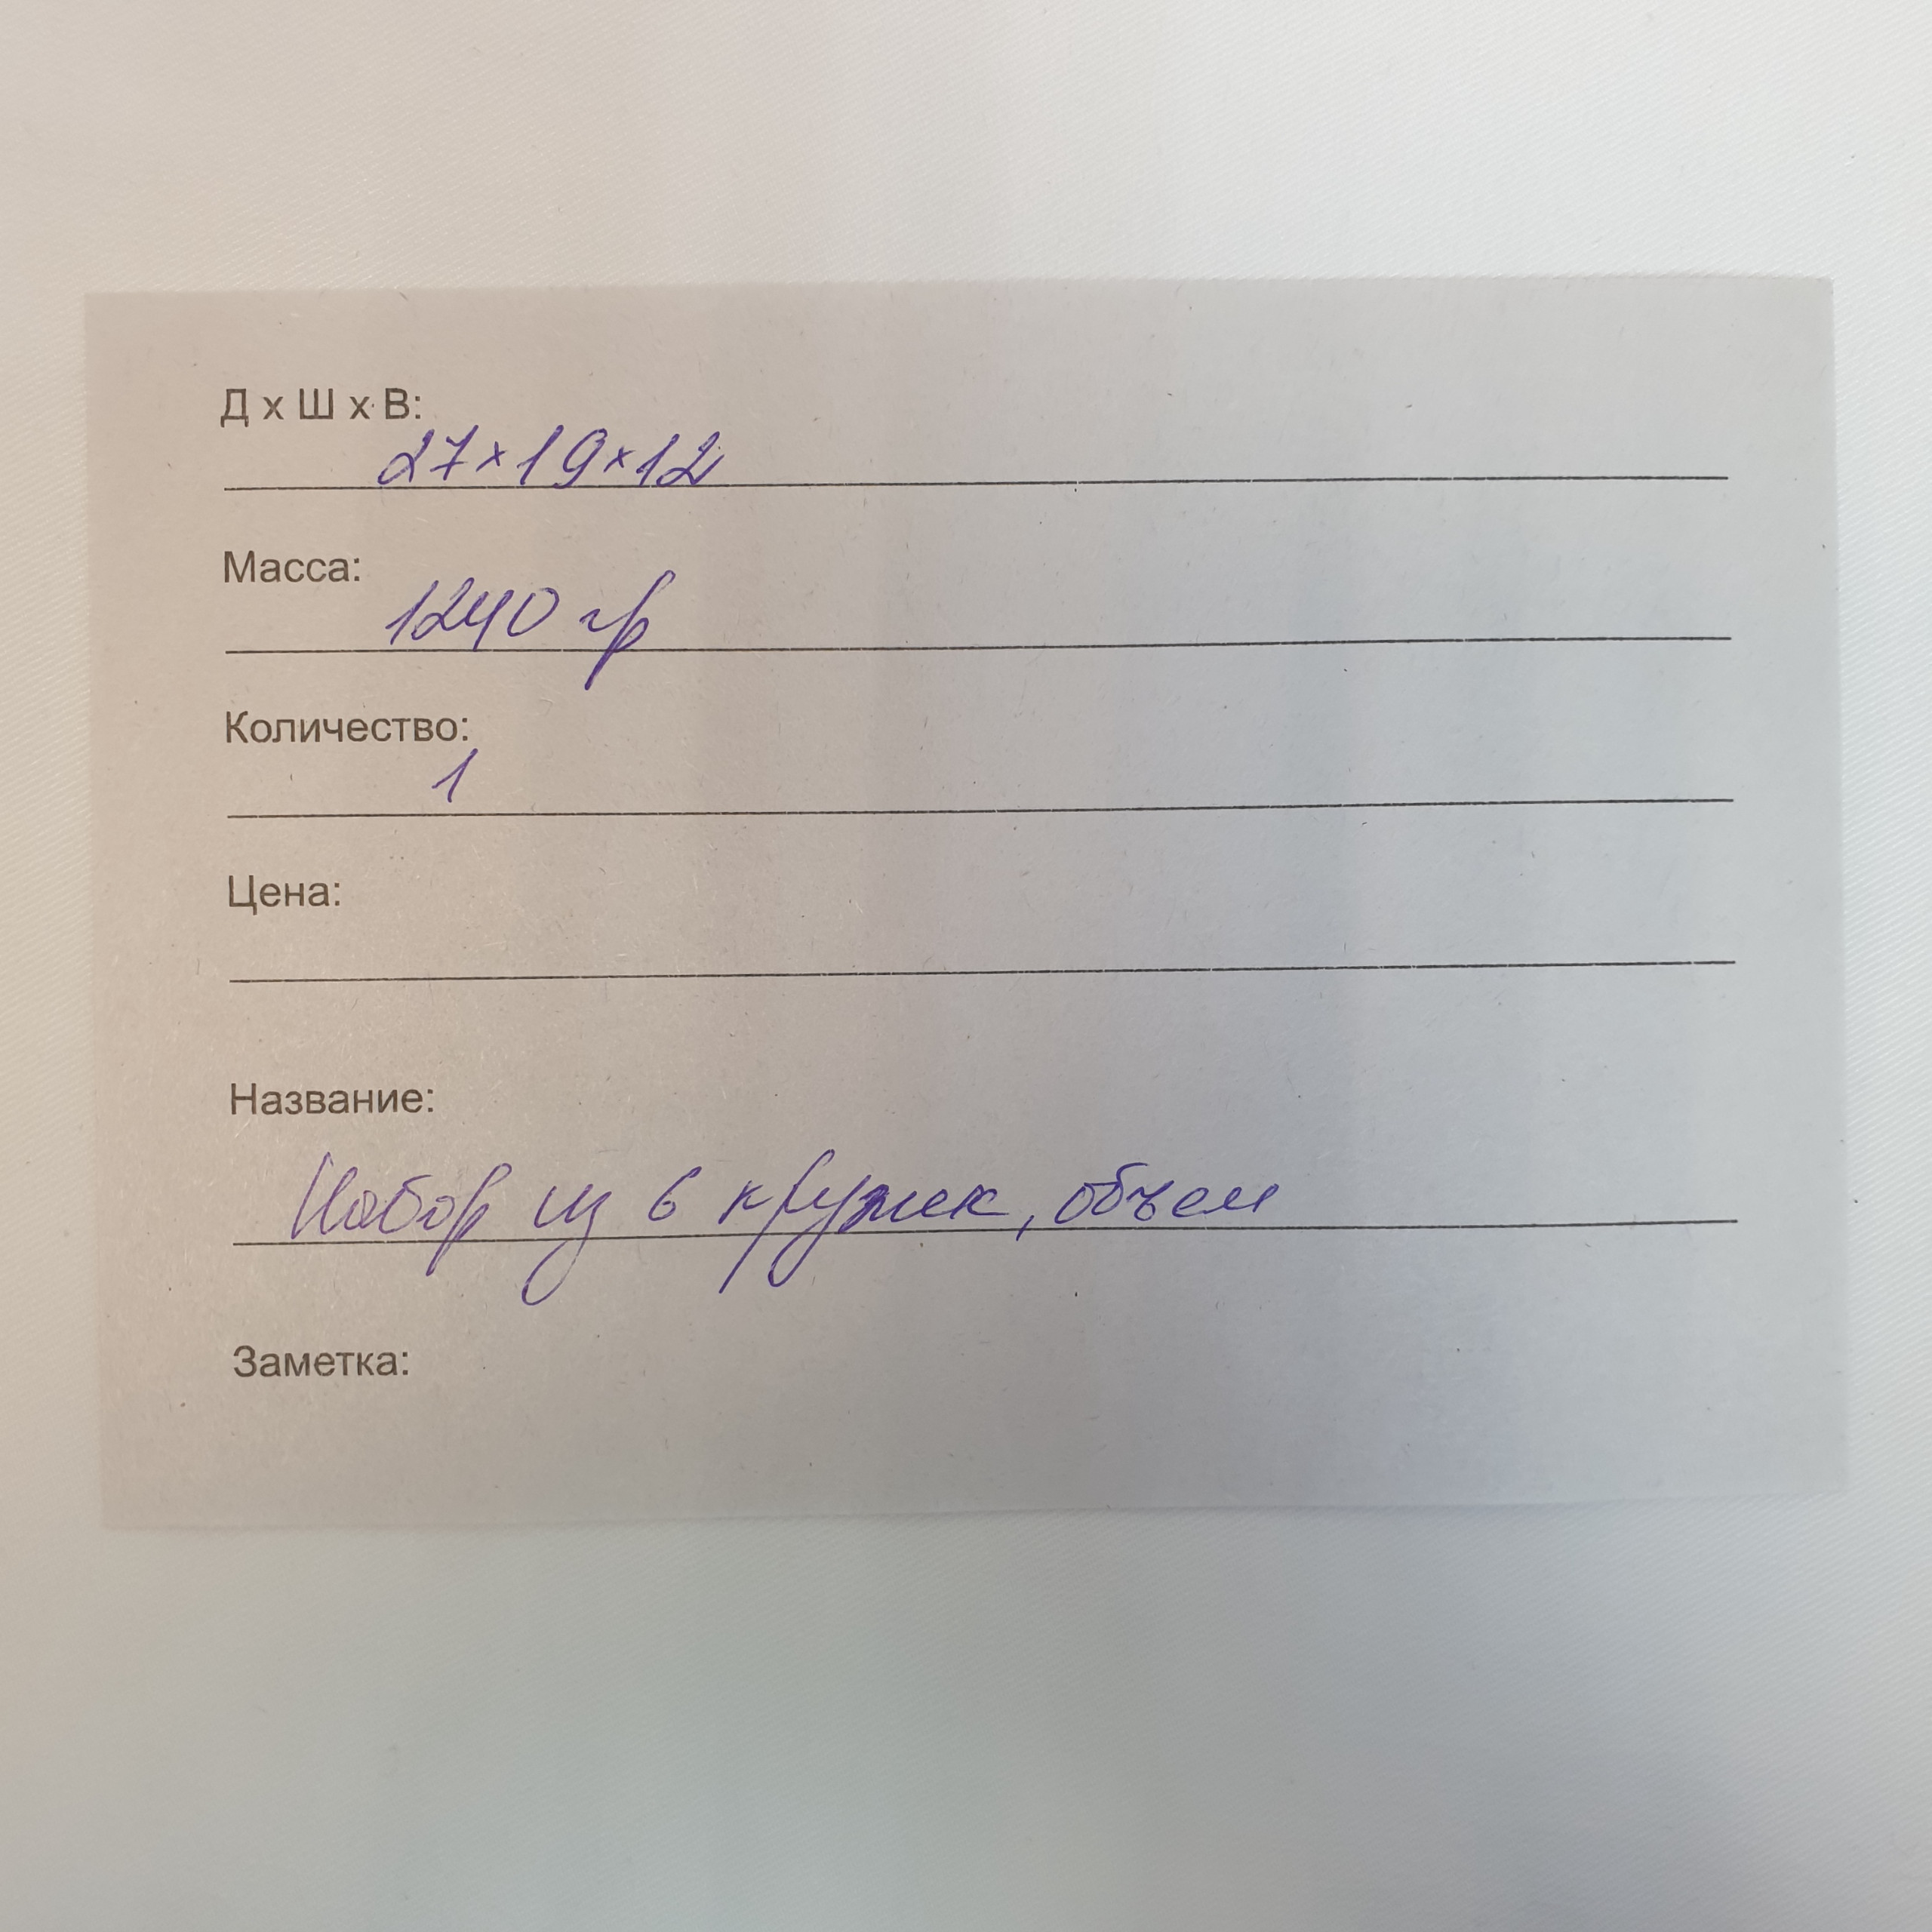 Д х Ш х В:
27×19×12
Масса:
1240 гр
Количество:
1
Цена:
Название:
Набор из 6 кружек, объем
Заметка: